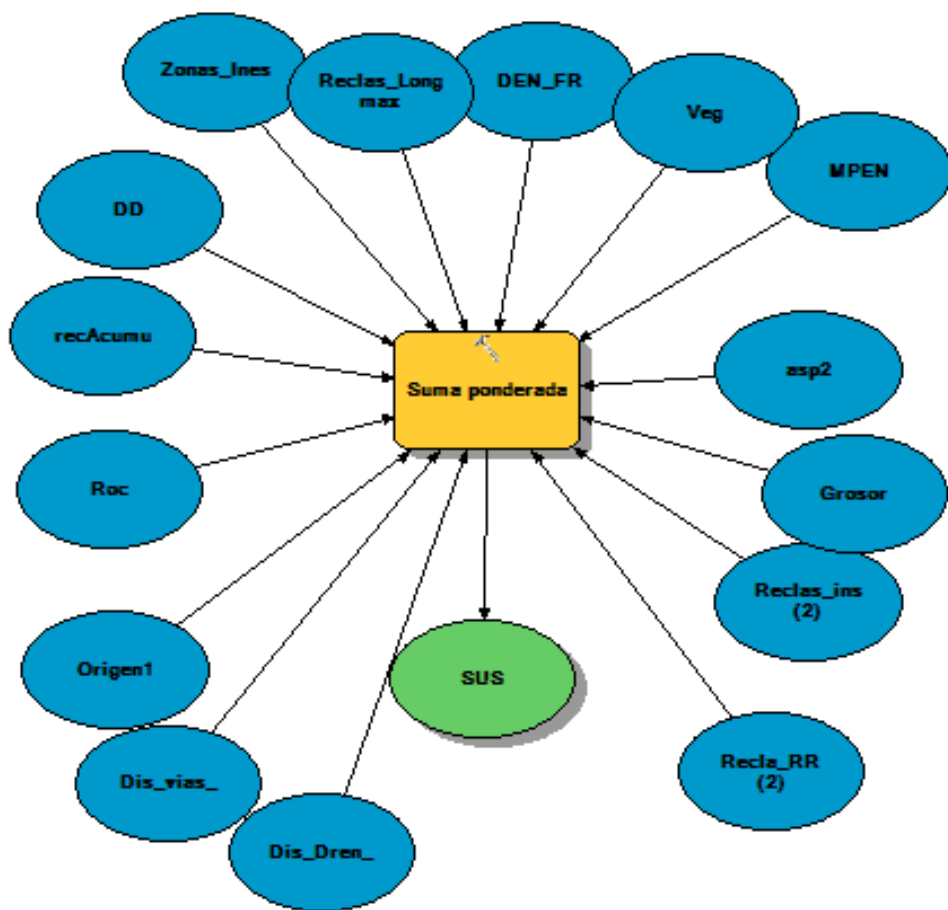 Zonas_Ines
Reclas_Long
max
DEN_FR
Veg
MPEN
DD
recAcumu
Suma ponderada
asp2
Roc
Grosor
Reclas_ins
(2)
Origen1
SUS
Dis_vias_
Recla_RR
(2)
Dis_Dren_